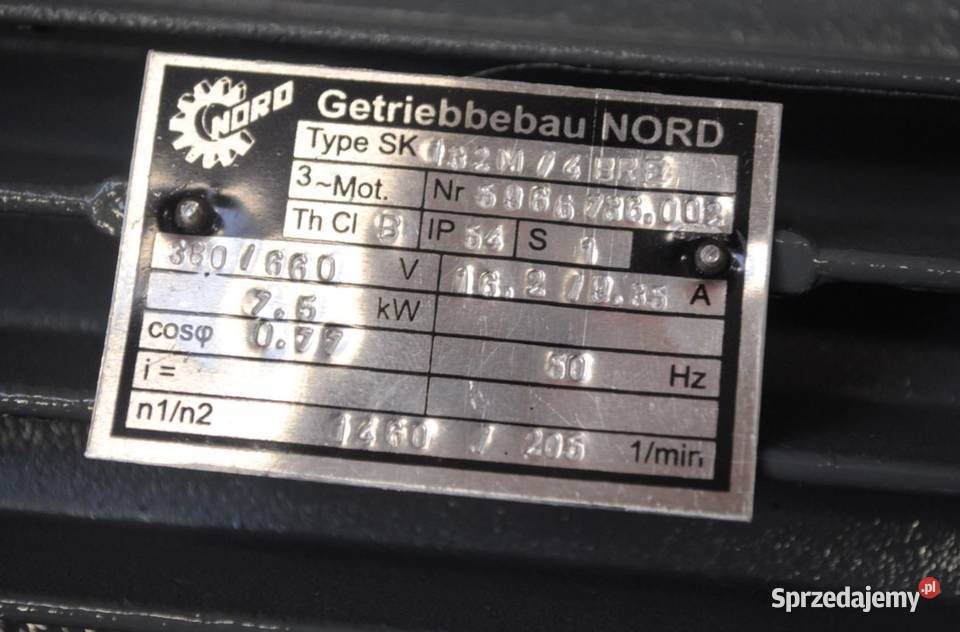 NORD
Getriebbebau NORD
Type SK 132M/4 BRE
3~Mot. Nr 5966786.002
Th Cl B IP 54 S 1
380/660 V 16.2/9.35 A
7.5 kW
cosφ 0.77 50 Hz
i =
n1/n2 1460 / 205 1/min
Sprzedajemy.pl